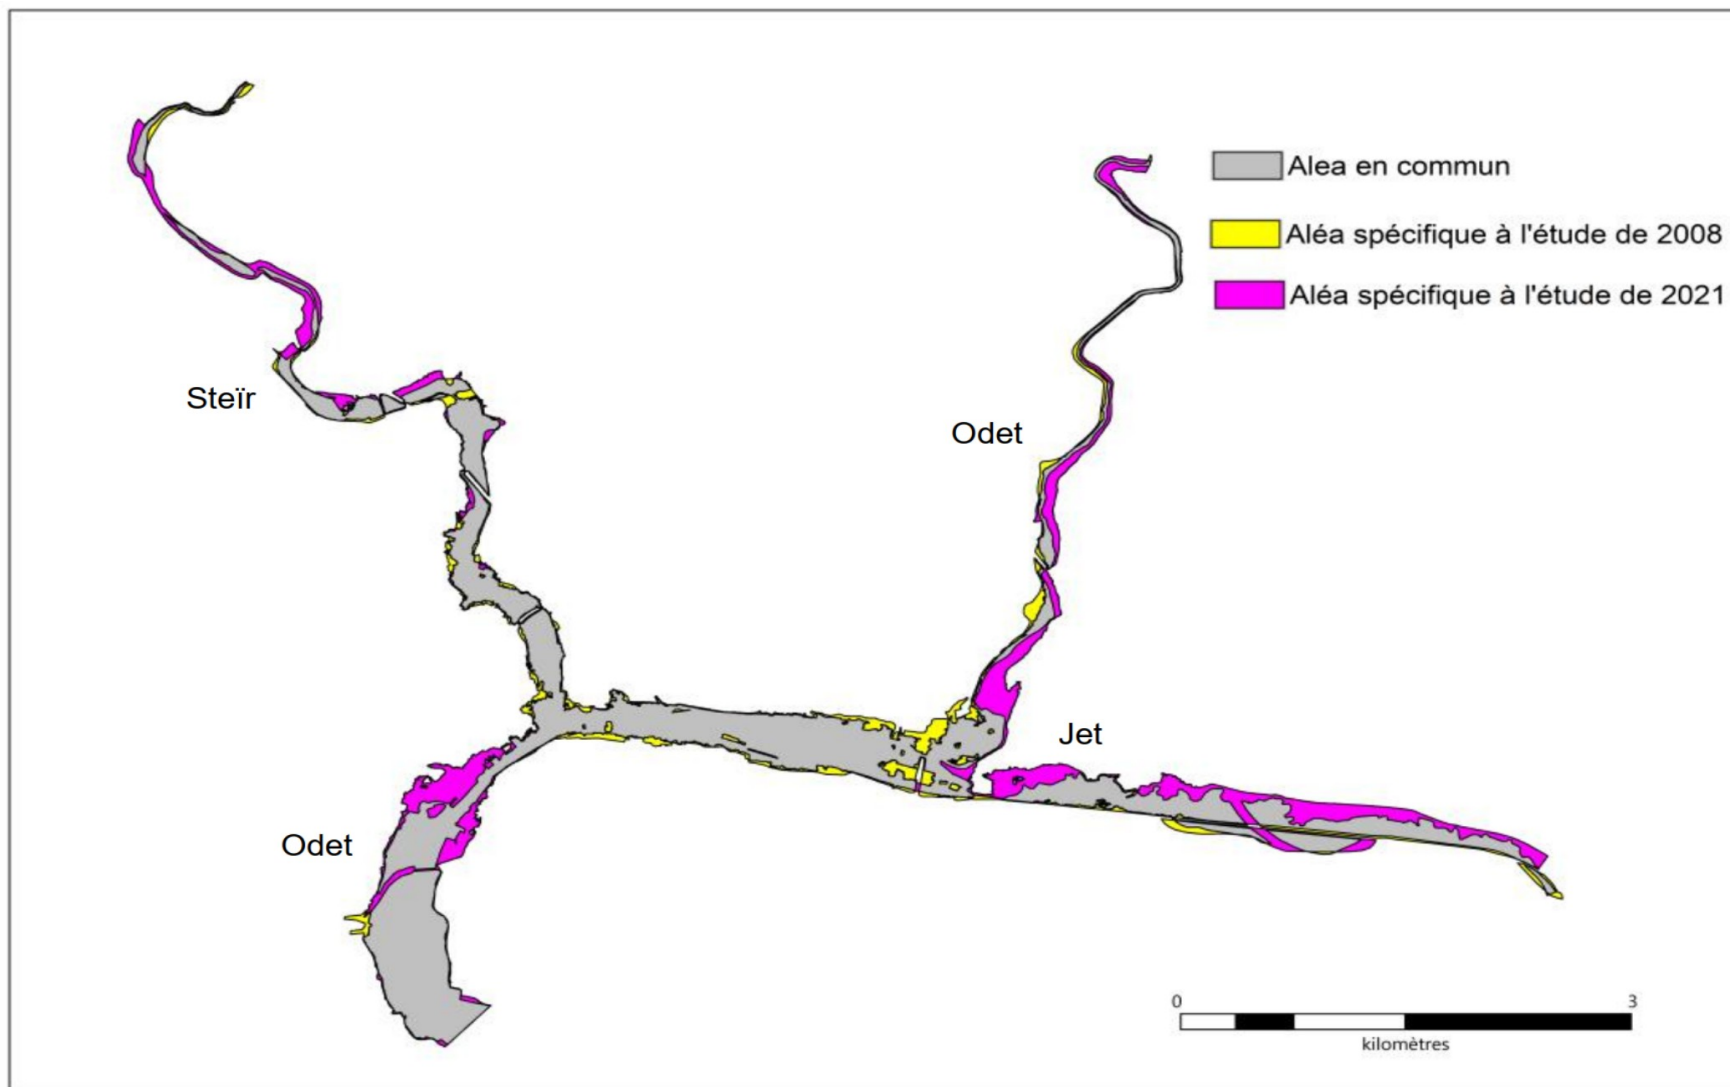 Alea en commun
Aléa spécifique à l'étude de 2008
Aléa spécifique à l'étude de 2021
Steïr
Odet
Jet
Odet
0 3
kilomètres